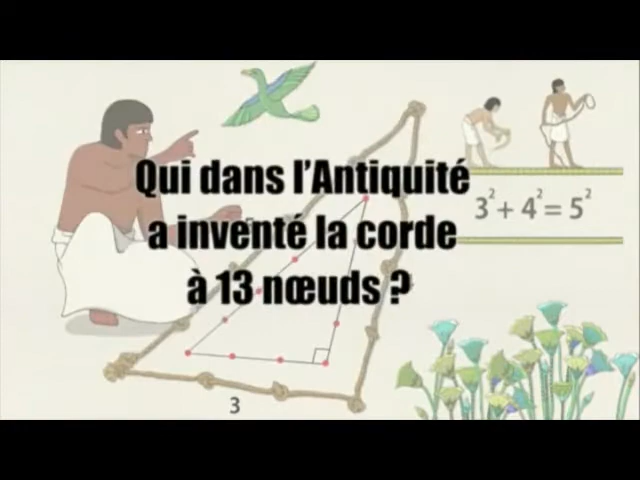 Qui dans l'Antiquité
a inventé la corde
à 13 nœuds ?
3² + 4² = 5²
3